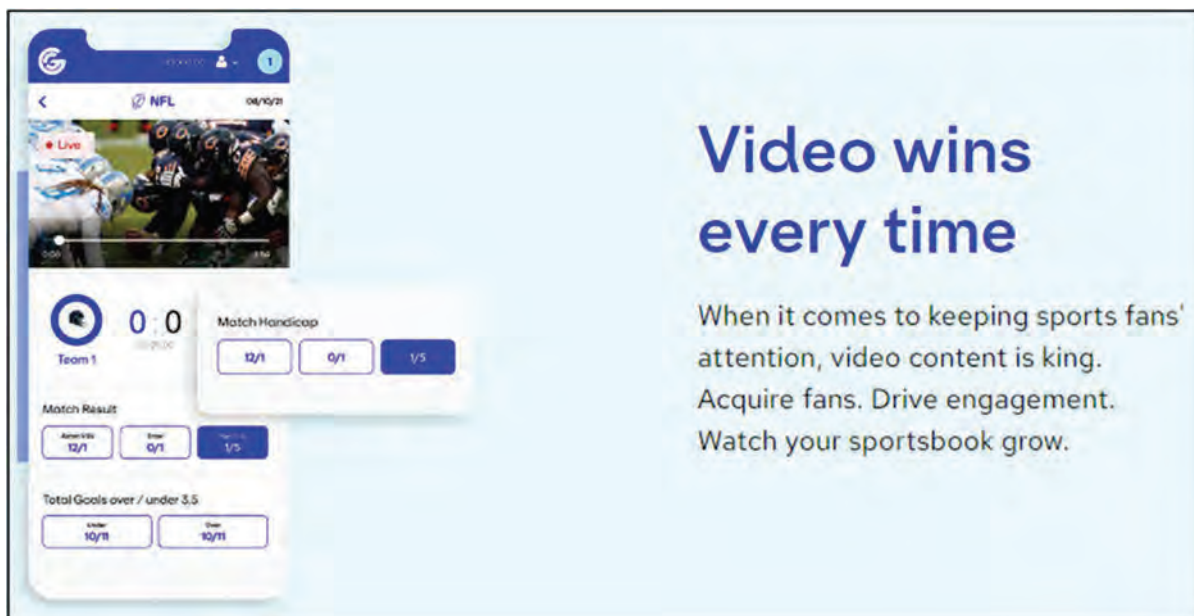 1
NFL
08/10/21
Live
0:00
Team 1
0:0
Match Handicap
12/1
0/1
1/5
Match Result
12/1
0/1
1/5
Total Goals over / under 3.5
Under
10/11
Over
10/11
Video wins
every time
When it comes to keeping sports fans'
attention, video content is king.
Acquire fans. Drive engagement.
Watch your sportsbook grow.